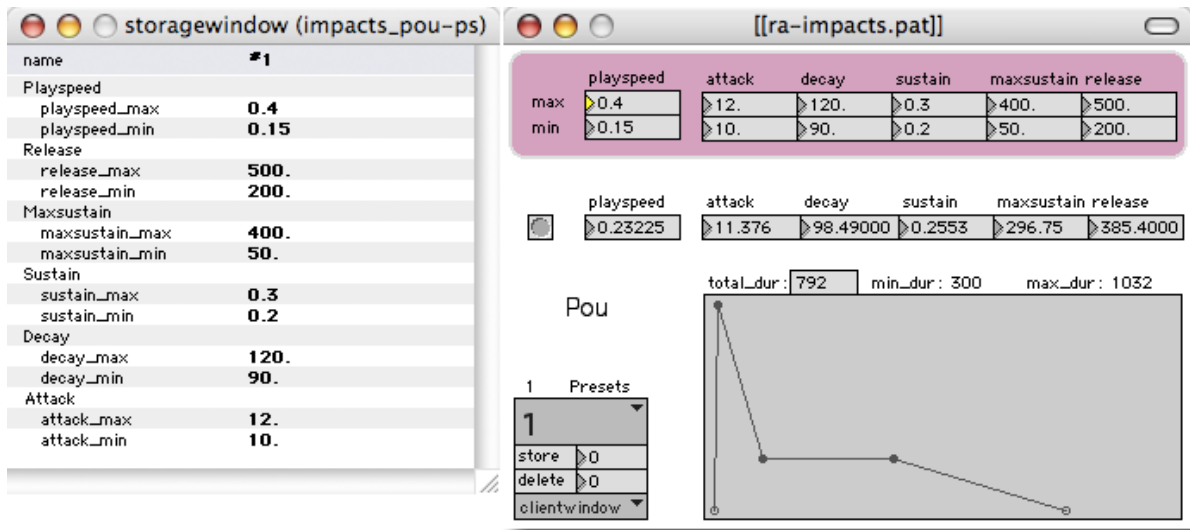 storagewindow (impacts_pou-ps)
name #1
Playspeed
playspeed_max 0.4
playspeed_min 0.15
Release
release_max 500.
release_min 200.
Maxsustain
maxsustain_max 400.
maxsustain_min 50.
Sustain
sustain_max 0.3
sustain_min 0.2
Decay
decay_max 120.
decay_min 90.
Attack
attack_max 12.
attack_min 10.
[[ra-impacts.pat]]
playspeed attack decay sustain maxsustain release
max 0.4 12. 120. 0.3 400. 500.
min 0.15 10. 90. 0.2 50. 200.
playspeed attack decay sustain maxsustain release
0.23225 11.376 98.49000 0.2553 296.75 385.4000
total_dur: 792 min_dur: 300 max_dur: 1032
Pou
1 Presets
1
store 0
delete 0
clientwindow